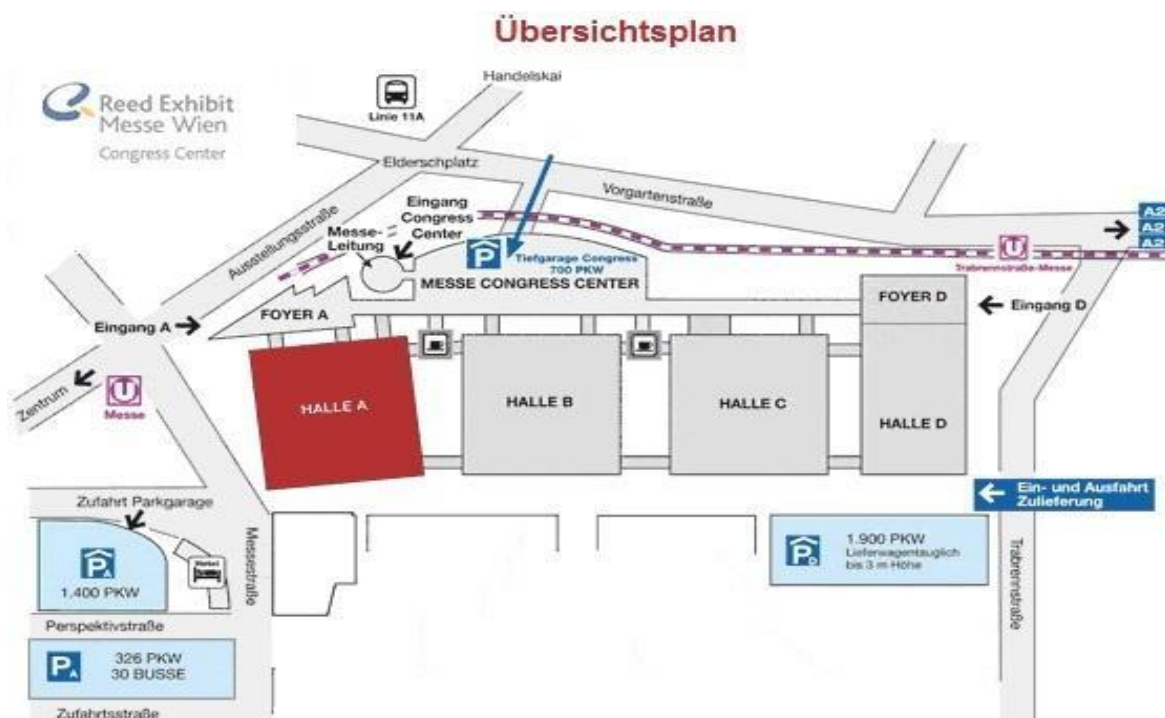 Übersichtsplan
Handelskai
Reed Exhibit
Messe Wien
Congress Center
Linie 11A
Elderschplatz
Vorgartenstraße
Ausstellungsstraße
Eingang
Congress
Center
Messe-
Leitung
A2
A2
A2
P
Tiefgarage Congress
700 PKW
U
Trabrennstraße-Messe
MESSE CONGRESS CENTER
FOYER D
Eingang D
FOYER A
Eingang A
Zentrum
U
Messe
HALLE A
HALLE B
HALLE C
HALLE D
Ein- und Ausfahrt
Zulieferung
Zufahrt Parkgarage
Messestraße
Hotel
P A
1.400 PKW
P D
1.900 PKW
Lieferwagentauglich
bis 3 m Höhe
Trabrennstraße
Perspektivstraße
P A
326 PKW
30 BUSSE
Zufahrtsstraße